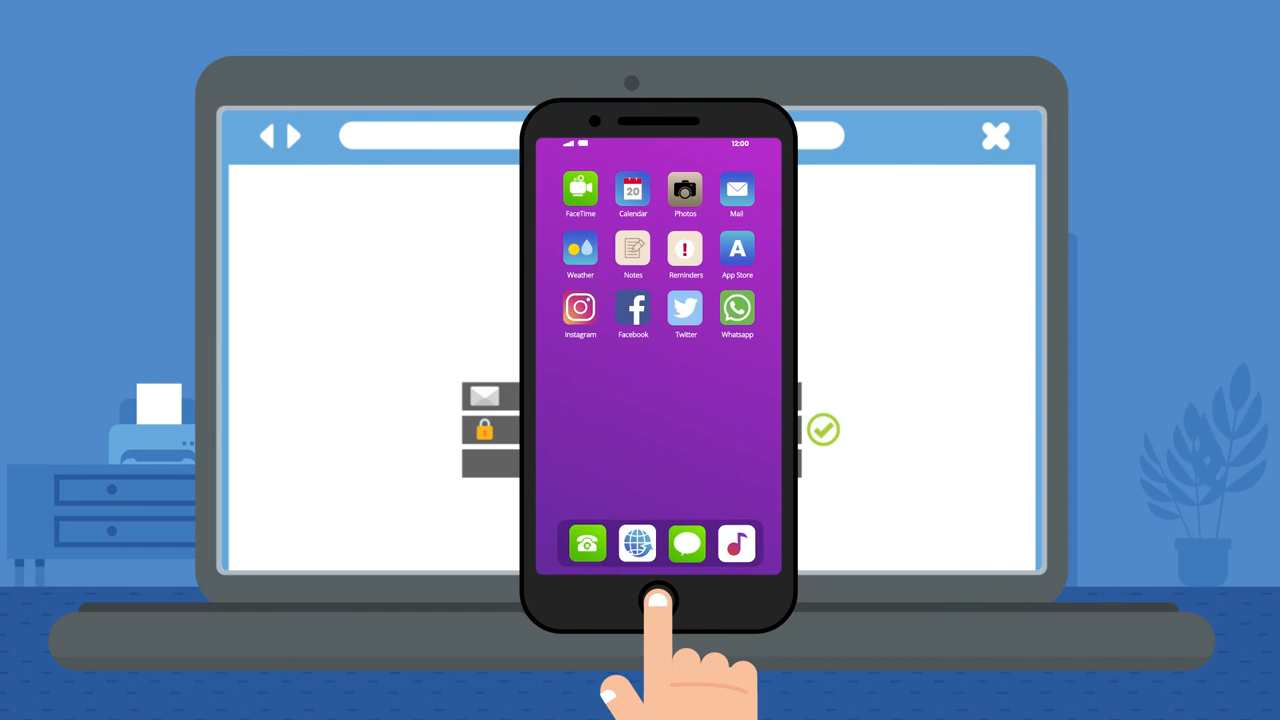 12:00
20
FaceTime Calendar Photos Mail
A
Weather Notes Reminders App Store
Instagram Facebook Twitter Whatsapp